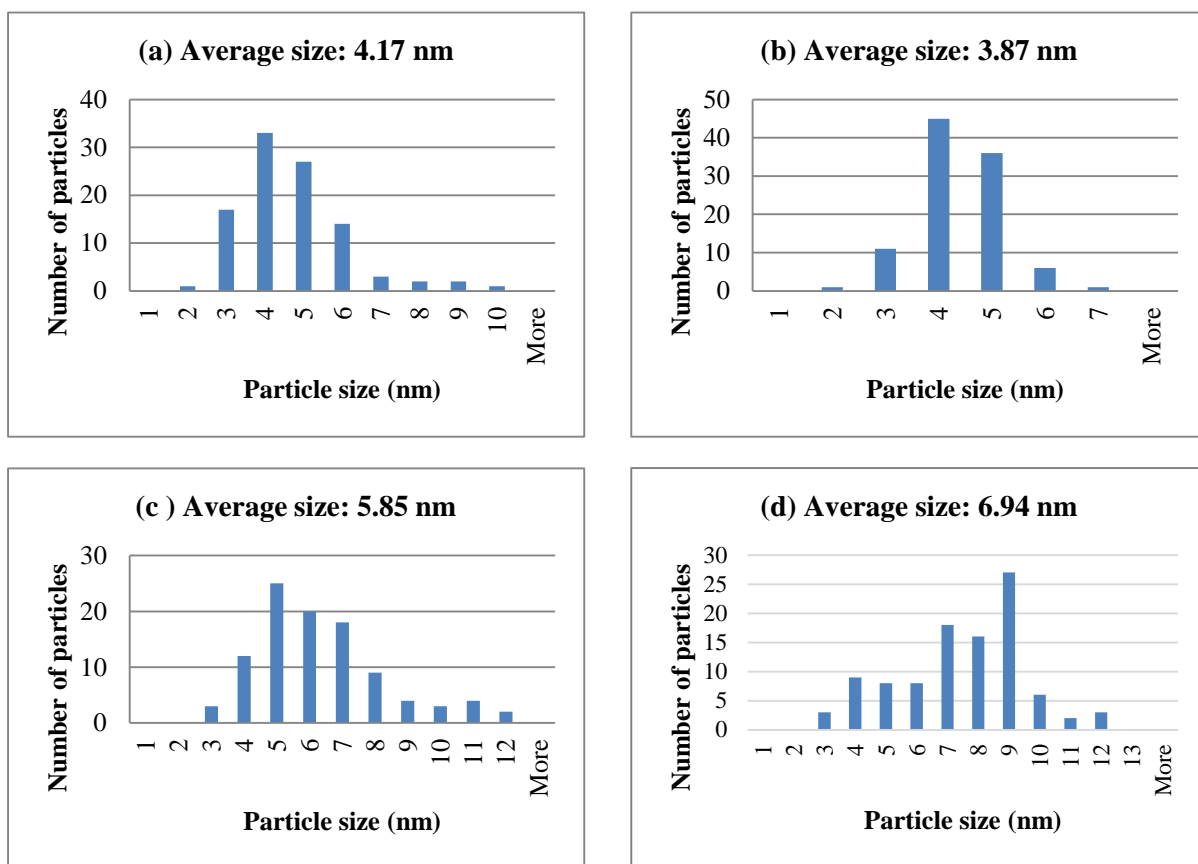 (a) Average size: 4.17 nm
Number of particles
40
30
20
10
0
1 2 3 4 5 6 7 8 9 10 More
Particle size (nm)
(b) Average size: 3.87 nm
Number of particles
50
40
30
20
10
0
1 2 3 4 5 6 7 More
Particle size (nm)
(c ) Average size: 5.85 nm
Number of particles
30
20
10
0
1 2 3 4 5 6 7 8 9 10 11 12 More
Particle size (nm)
(d) Average size: 6.94 nm
Number of particles
30
25
20
15
10
5
0
1 2 3 4 5 6 7 8 9 10 11 12 13 More
Particle size (nm)